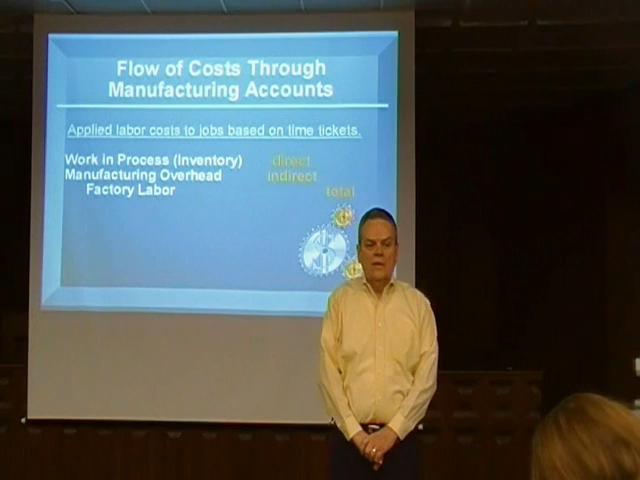 Flow of Costs Through
Manufacturing Accounts
Applied labor costs to jobs based on time tickets.
Work in Process (Inventory) direct
Manufacturing Overhead indirect
Factory Labor total